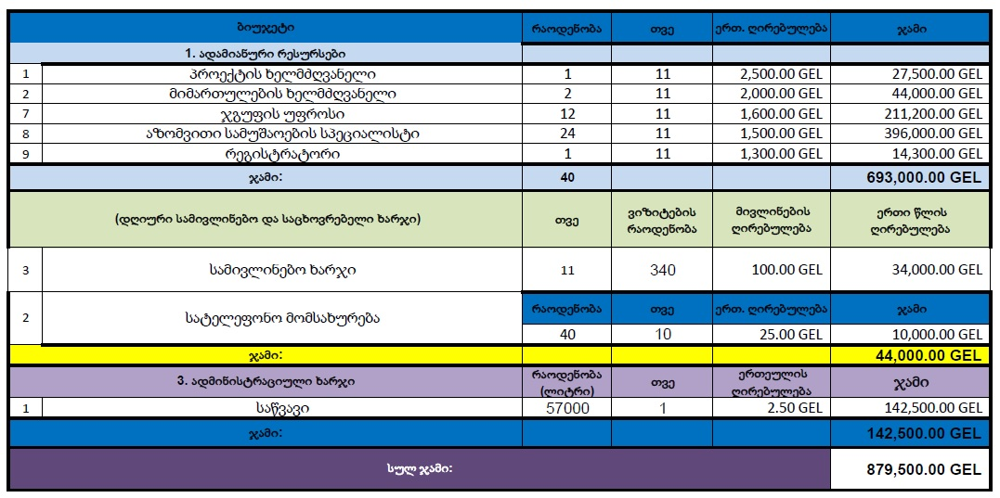 ბიუჯეტი რაოდენობა თვე ერთ. ღირებულება ჯამი
1. ადამიანური რესურსები
1 პროექტის ხელმძღვანელი 1 11 2,500.00 GEL 27,500.00 GEL
2 მიმართულების ხელმძღვანელი 2 11 2,000.00 GEL 44,000.00 GEL
7 ჯგუფის უფროსი 12 11 1,600.00 GEL 211,200.00 GEL
8 აზომვითი სამუშაოების სპეციალისტი 24 11 1,500.00 GEL 396,000.00 GEL
9 რეგისტრატორი 1 11 1,300.00 GEL 14,300.00 GEL
ჯამი: 40 693,000.00 GEL
(დღიური სამივლინებო და საცხოვრებელი ხარჯი) თვე ვიზიტების რაოდენობა მივლინების ღირებულება ერთი წლის ღირებულება
3 სამივლინებო ხარჯი 11 340 100.00 GEL 34,000.00 GEL
2 სატელეფონო მომსახურება რაოდენობა თვე ერთ. ღირებულება ჯამი
40 10 25.00 GEL 10,000.00 GEL
ჯამი: 44,000.00 GEL
3. ადმინისტრაციული ხარჯი რაოდენობა (ლიტრი) თვე ერთეულის ღირებულება ჯამი
1 საწვავი 57000 1 2.50 GEL 142,500.00 GEL
ჯამი: 142,500.00 GEL
სულ ჯამი: 879,500.00 GEL